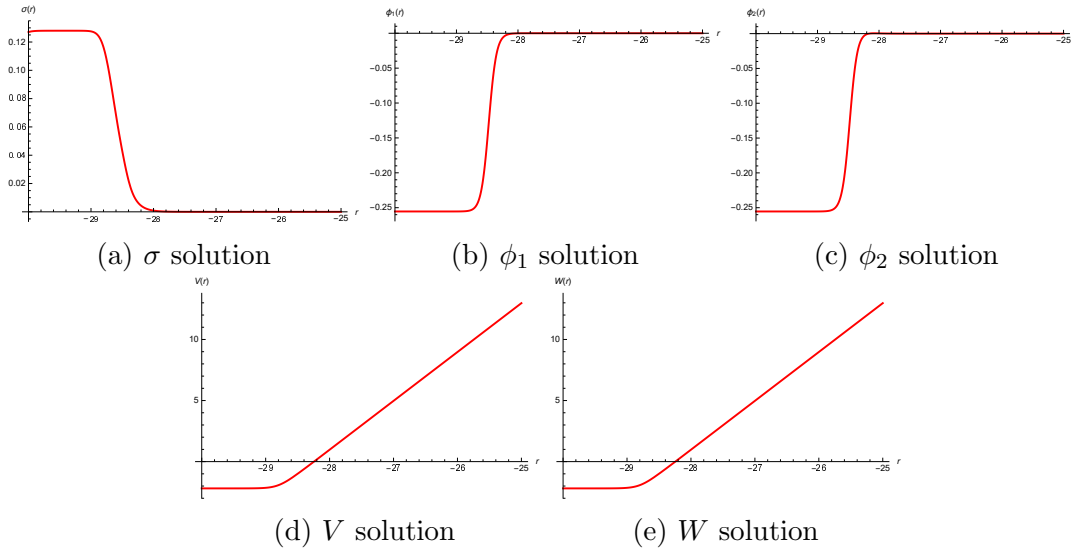 σ(r)
0.12
0.10
0.08
0.06
0.04
0.02
-29 -28 -27 -26 -25 r
(a) σ solution
ϕ₁(r)
-29 -28 -27 -26 -25 r
-0.05
-0.10
-0.15
-0.20
-0.25
(b) ϕ₁ solution
ϕ₂(r)
-29 -28 -27 -26 -25 r
-0.05
-0.10
-0.15
-0.20
-0.25
(c) ϕ₂ solution
V(r)
10
5
-29 -28 -27 -26 -25 r
(d) V solution
W(r)
10
5
-29 -28 -27 -26 -25 r
(e) W solution